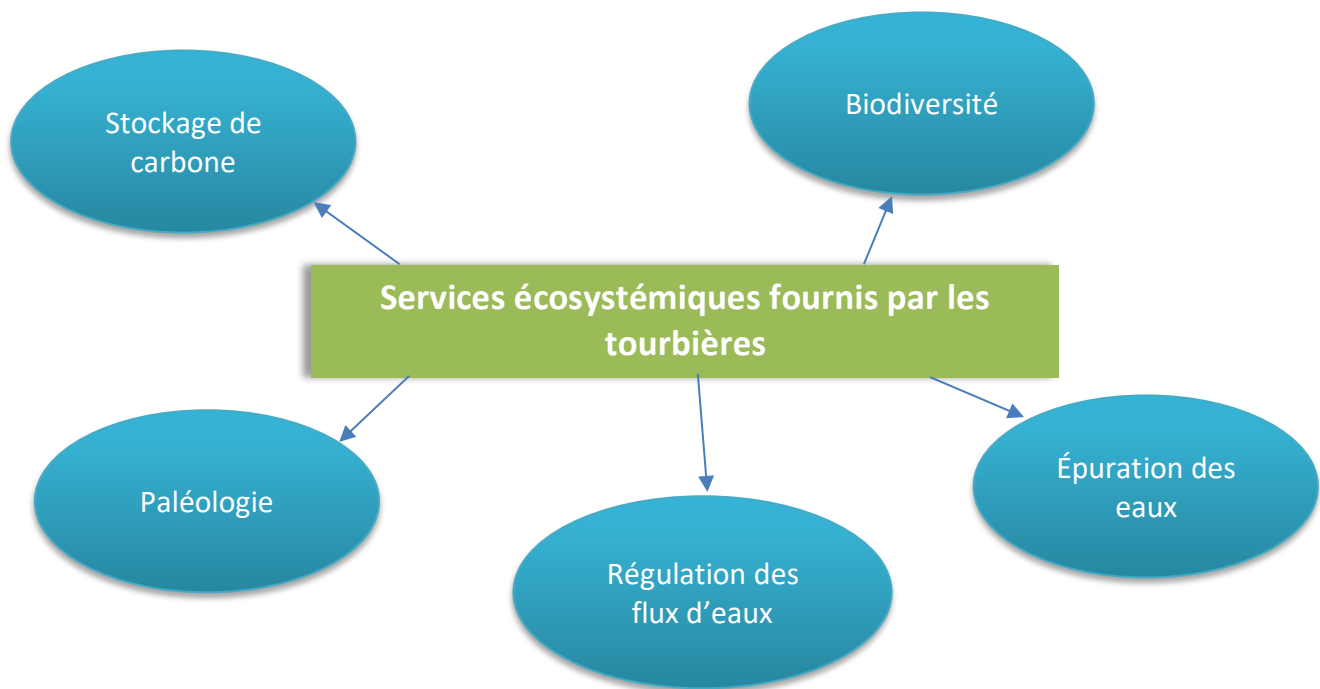 Stockage de
carbone
Biodiversité
Services écosystémiques fournis par les
tourbières
Paléologie
Régulation des
flux d’eaux
Épuration des
eaux